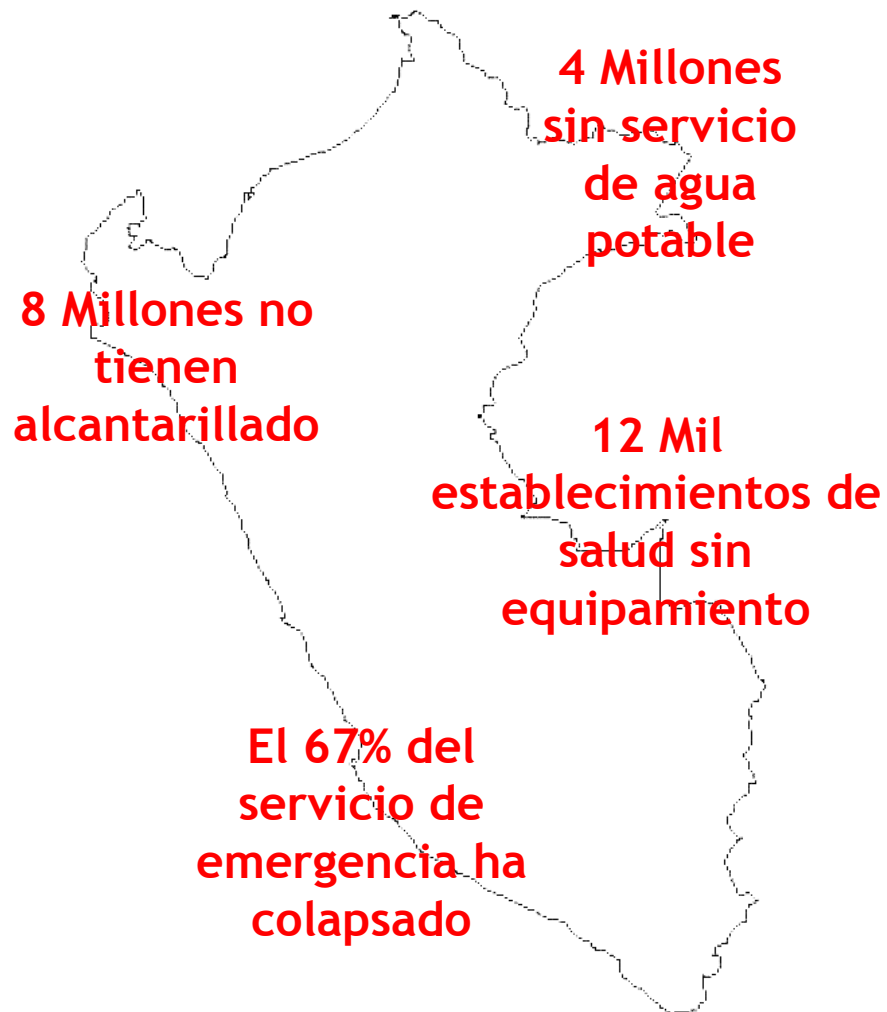 4 Millones
sin servicio
de agua
potable
8 Millones no
tienen
alcantarillado
12 Mil
establecimientos de
salud sin
equipamiento
El 67% del
servicio de
emergencia ha
colapsado